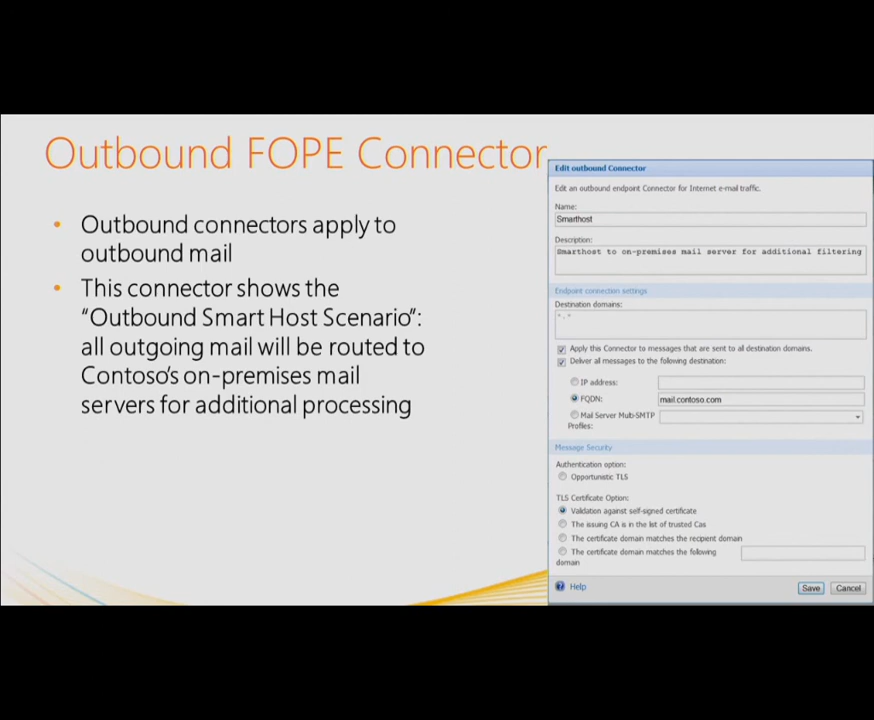 Outbound FOPE Connector
Outbound connectors apply to
outbound mail
This connector shows the
“Outbound Smart Host Scenario”:
all outgoing mail will be routed to
Contoso’s on-premises mail
servers for additional processing
Edit outbound Connector
Edit an outbound endpoint Connector for Internet e-mail traffic.
Name:
Smarthost
Description:
Smarthost to on-premises mail server for additional filtering
Endpoint connection settings
Destination domains:
Apply this Connector to messages that are sent to all destination domains.
Deliver all messages to the following destination:
IP address:
FQDN:
mail.contoso.com
Mail Server Multi-SMTP
Profiles:
Message Security
Authentication option:
Opportunistic TLS
TLS Certificate Option:
Validation against self-signed certificate
The issuing CA is in the list of trusted Cas
The certificate domain matches the recipient domain
The certificate domain matches the following
domain
Help
Save
Cancel